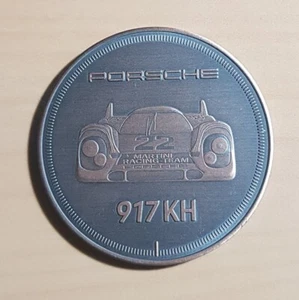 PORSCHE
22
MARTINI
RACING TEAM
917 KH